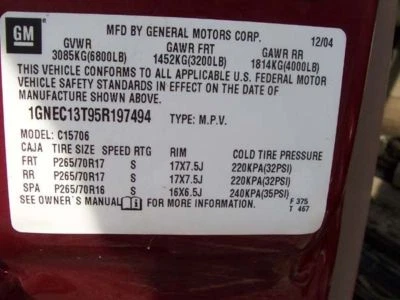 GM
MFD BY GENERAL MOTORS CORP. 12/04
GVWR GAWR FRT GAWR RR
3085KG(6800LB) 1452KG(3200LB) 1814KG(4000LB)
THIS VEHICLE CONFORMS TO ALL APPLICABLE U.S. FEDERAL MOTOR
VEHICLE SAFETY STANDARDS IN EFFECT ON THE DATE OF
MANUFACTURE SHOWN ABOVE.
1GNEC13T95R197494 TYPE: M.P.V.
MODEL: C15706
CAJA TIRE SIZE SPEED RTG RIM COLD TIRE PRESSURE
FRT P265/70R17 S 17X7.5J 220KPA(32PSI)
RR P265/70R17 S 17X7.5J 220KPA(32PSI)
SPA P265/70R16 S 16X6.5J 240KPA(35PSI)
SEE OWNER'S MANUAL FOR MORE INFORMATION. F 375
T 467